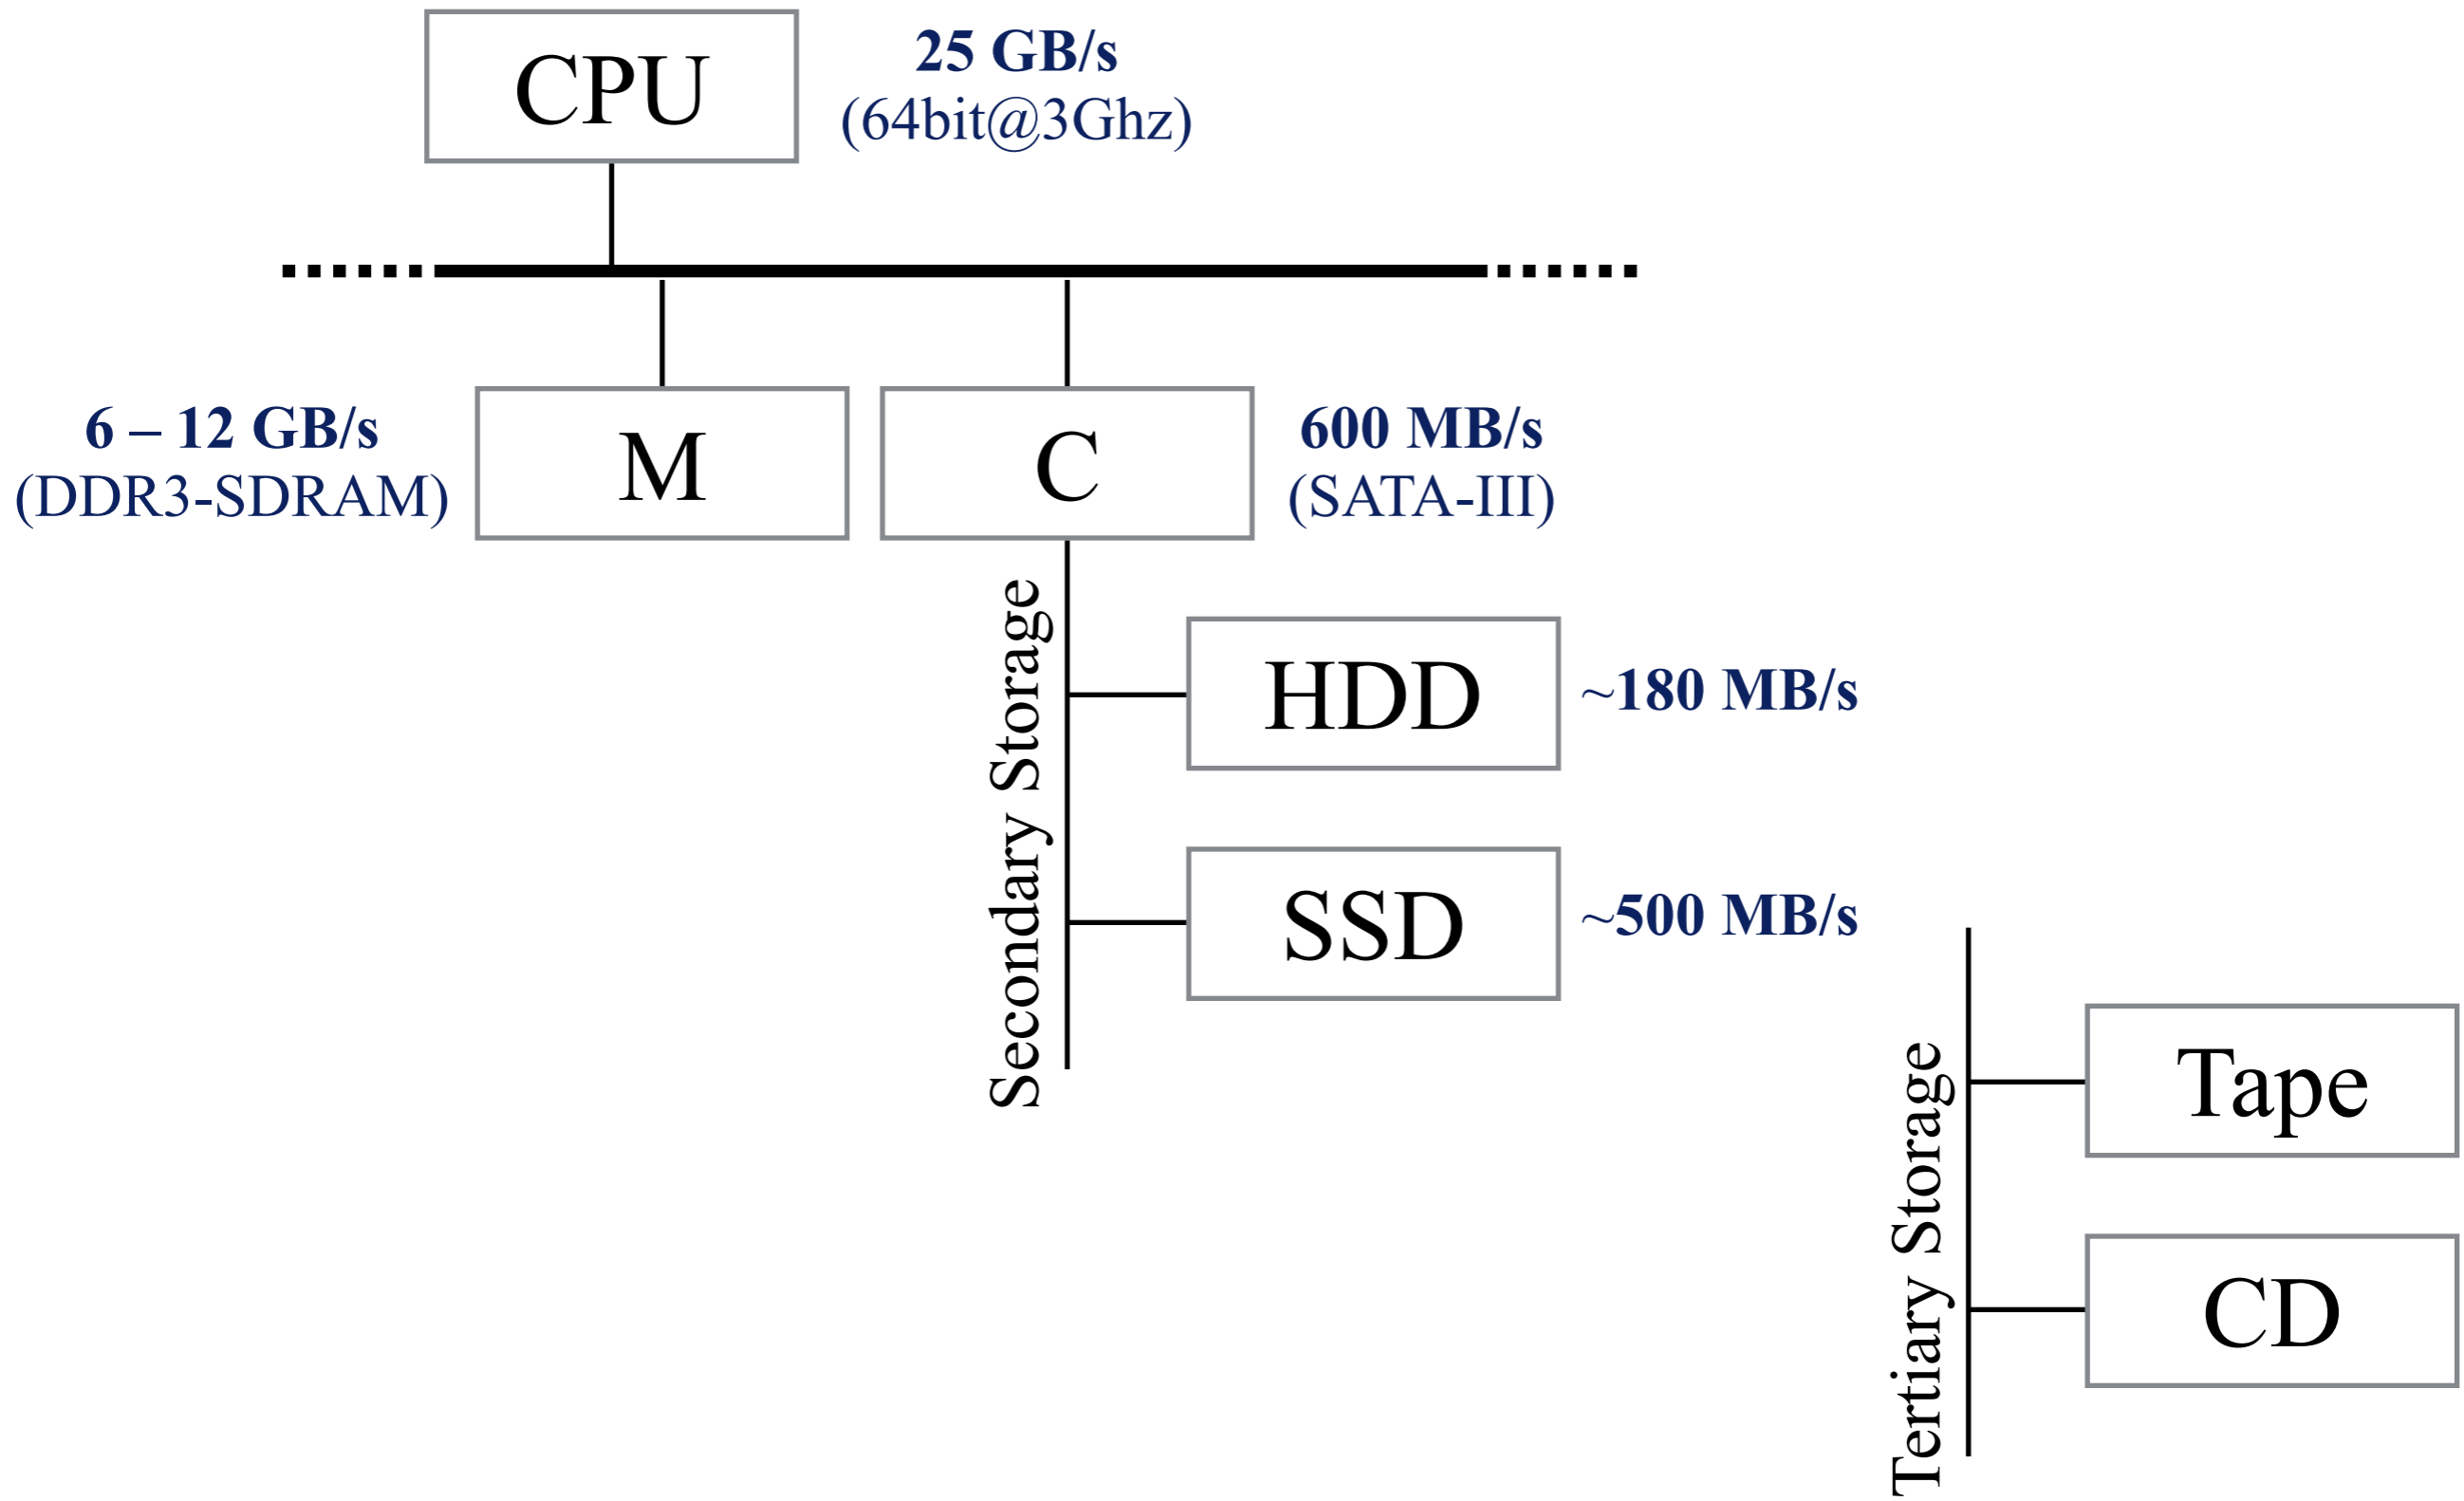 CPU
25 GB/s
(64bit@3Ghz)
6 – 12 GB/s
(DDR3-SDRAM)
M
C
600 MB/s
(SATA-III)
Secondary Storage
HDD
~180 MB/s
SSD
~500 MB/s
Tertiary Storage
Tape
CD